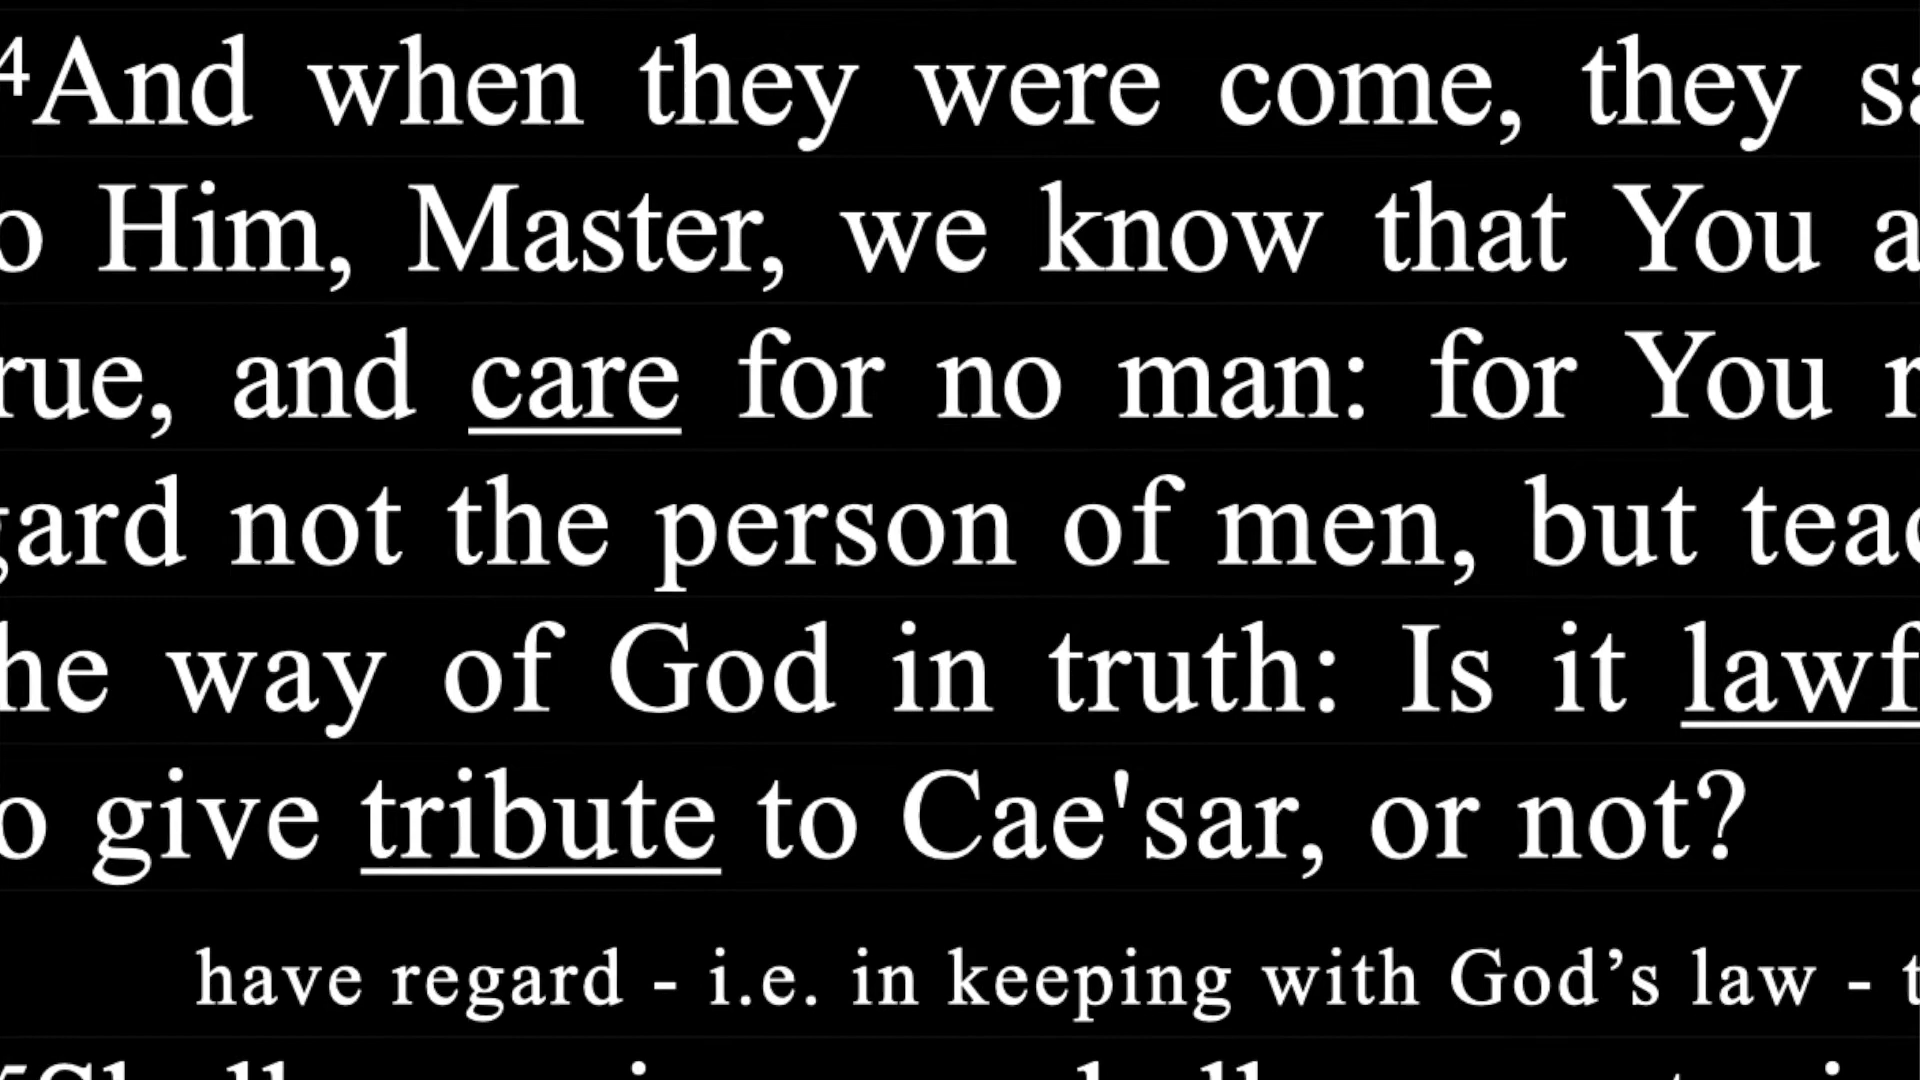 4And when they were come, they sa
o Him, Master, we know that You a
rue, and care for no man: for You r
gard not the person of men, but teac
he way of God in truth: Is it lawf
o give tribute to Cae'sar, or not?
have regard - i.e. in keeping with God’s law - t